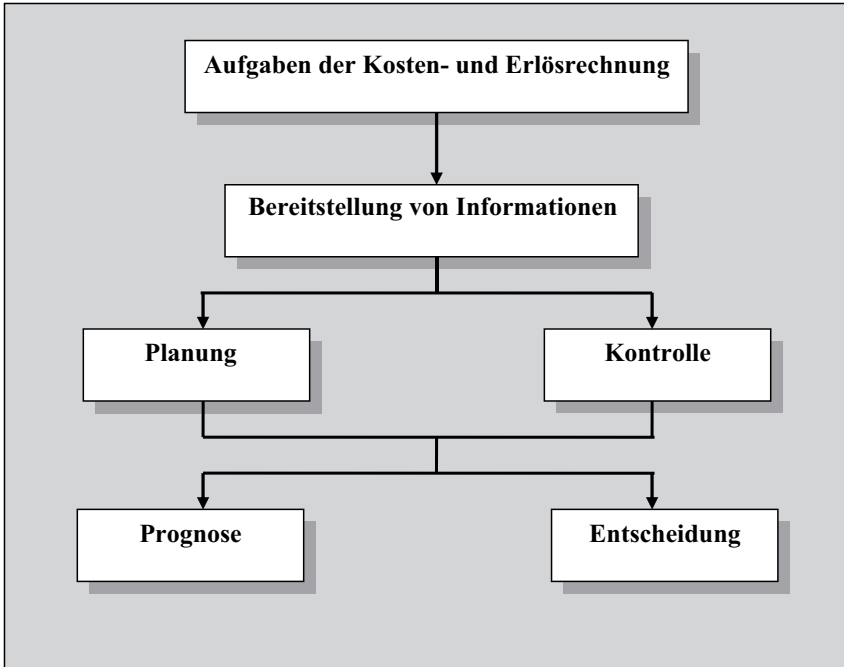 Aufgaben der Kosten- und Erlösrechnung
Bereitstellung von Informationen
Planung
Kontrolle
Prognose
Entscheidung